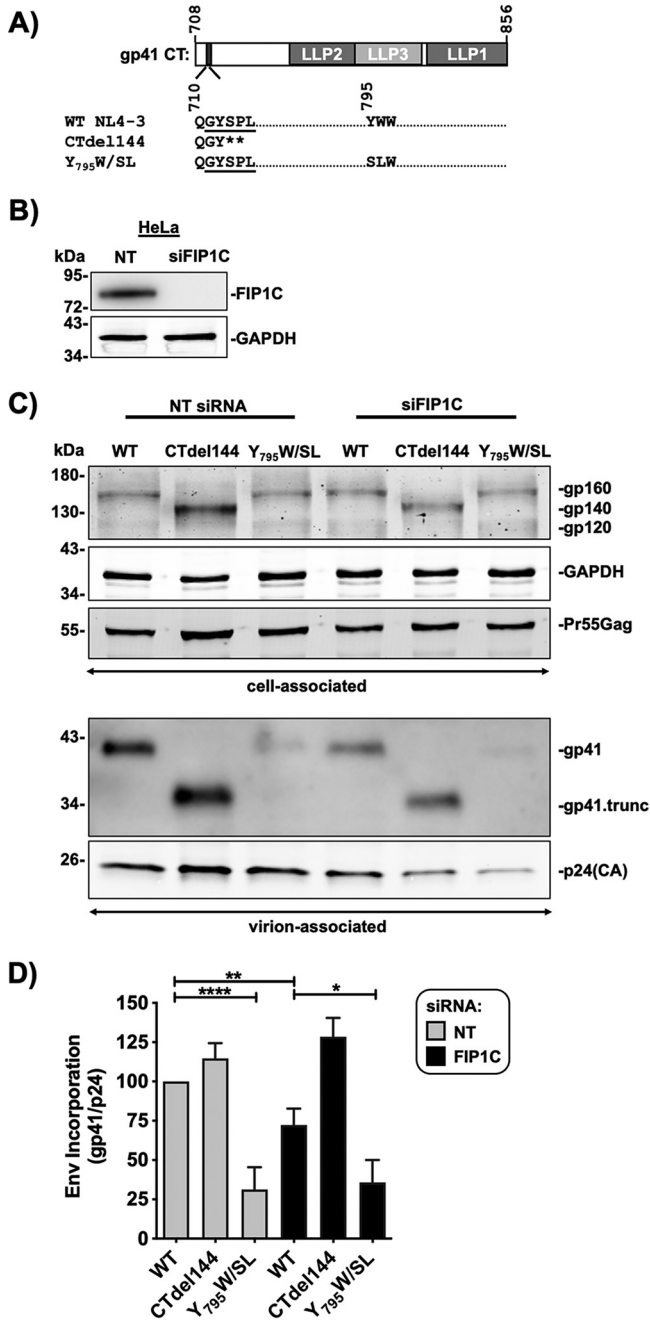 A)
708
856
gp41 CT:
LLP2 LLP3 LLP1
710
795
WT NL4-3 QGYSPL......................YWW......................
CTdel144 QGY**
Y795W/SL QGYSPL......................SLW......................
B)
HeLa
kDa NT siFIP1C
95-
-FIP1C
72-
43-
-GAPDH
34-
C)
NT siRNA siFIP1C
kDa WT CTdel144 Y795W/SL WT CTdel144 Y795W/SL
180-
-gp160
130- -gp140
-gp120
43-
-GAPDH
34-
55- -Pr55Gag
cell-associated
43-
-gp41
34- -gp41.trunc
26-
-p24(CA)
virion-associated
D)
** 
**** *
siRNA:
NT
FIP1C
Env Incorporation
(gp41/p24)
150
125
100
75
50
25
0
WT CTdel144 Y795W/SL WT CTdel144 Y795W/SL